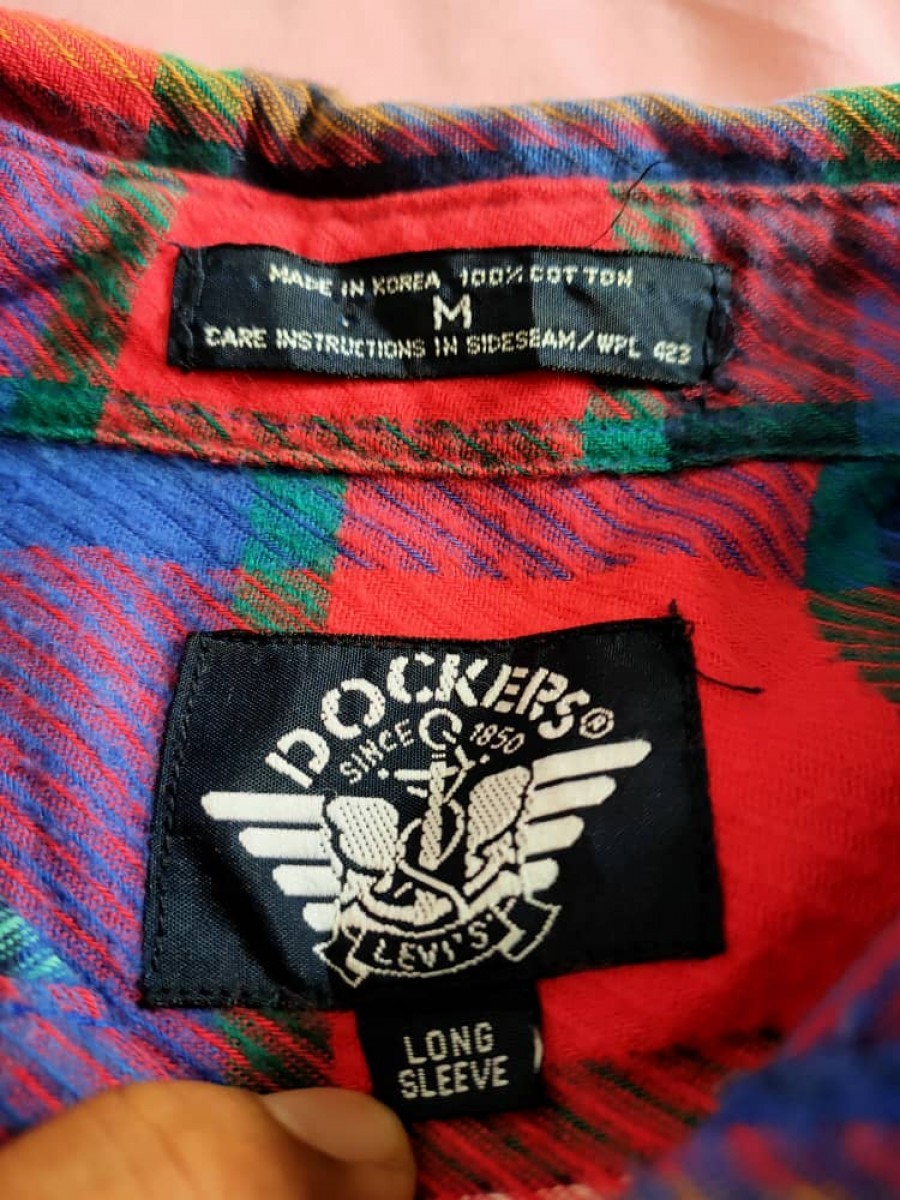 MADE IN KOREA 100% COTTON
M
CARE INSTRUCTIONS IN SIDESEAM/WPL 423
DOCKERS®
SINCE 1850
LEVI'S
LONG
SLEEVE